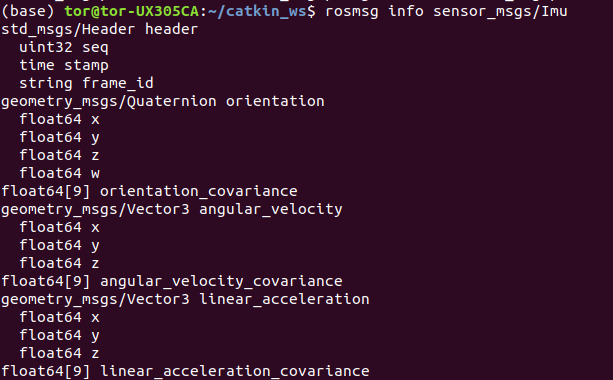 (base) tor@tor-UX305CA:~/catkin_ws$ rosmsg info sensor_msgs/Imu
std_msgs/Header header
  uint32 seq
  time stamp
  string frame_id
geometry_msgs/Quaternion orientation
  float64 x
  float64 y
  float64 z
  float64 w
float64[9] orientation_covariance
geometry_msgs/Vector3 angular_velocity
  float64 x
  float64 y
  float64 z
float64[9] angular_velocity_covariance
geometry_msgs/Vector3 linear_acceleration
  float64 x
  float64 y
  float64 z
float64[9] linear_acceleration_covariance